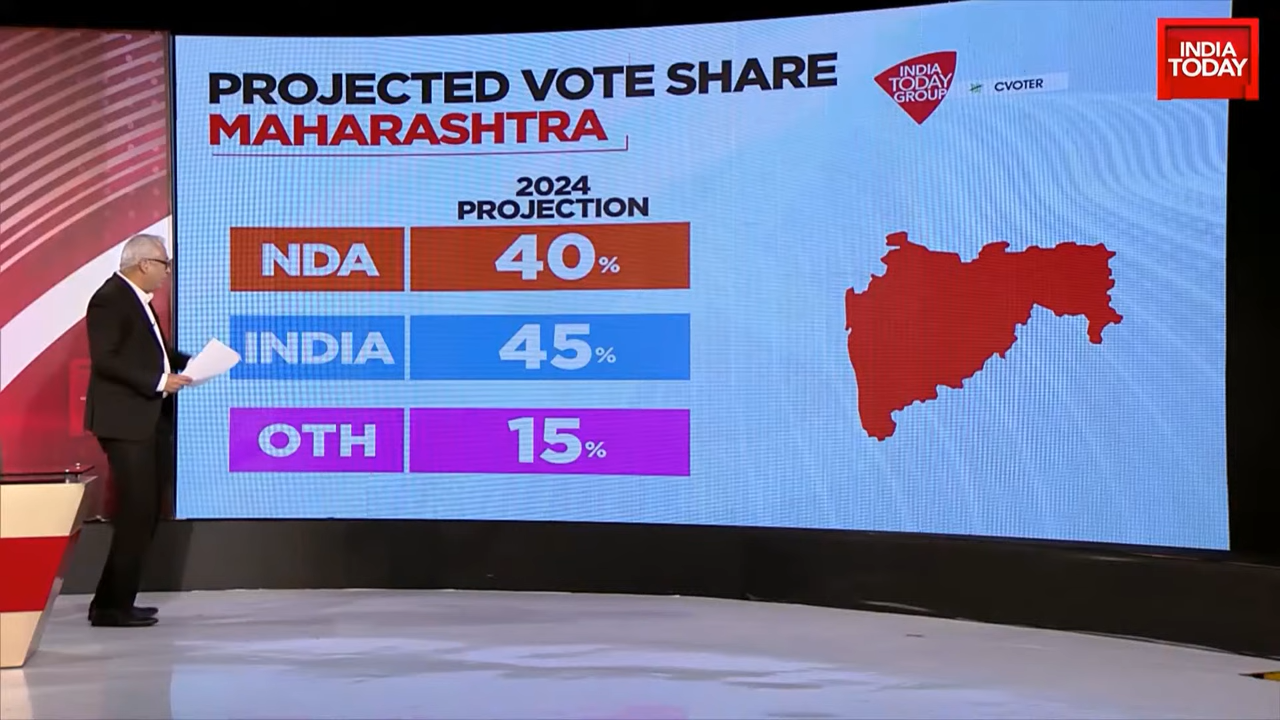 PROJECTED VOTE SHARE
MAHARASHTRA
INDIA
TODAY
GROUP
CVOTER
INDIA
TODAY
2024
PROJECTION
NDA 40%
INDIA 45%
OTH 15%